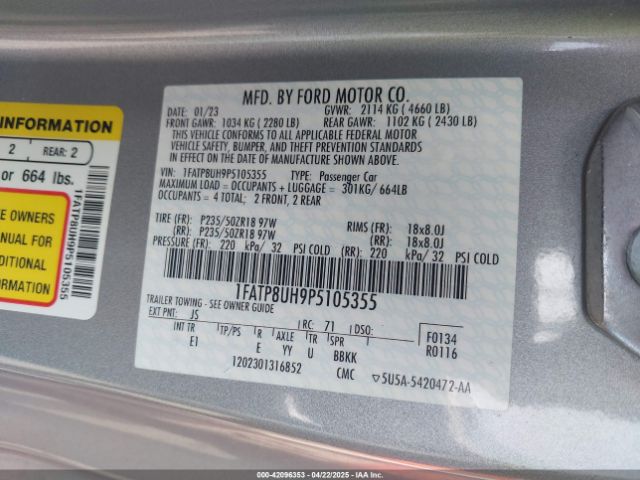 INFORMATION
2 REAR: 2
or 664 lbs.
E OWNERS
NUAL FOR
DITIONAL
ORMATION
1FATP8UH9P5105355
MFD. BY FORD MOTOR CO.
DATE: 01/23 GVWR: 2114 KG ( 4660 LB)
FRONT GAWR: 1034 KG ( 2280 LB) REAR GAWR: 1102 KG ( 2430 LB)
THIS VEHICLE CONFORMS TO ALL APPLICABLE FEDERAL MOTOR
VEHICLE SAFETY, BUMPER, AND THEFT PREVENTION STANDARDS
IN EFFECT ON THE DATE OF MANUFACTURE SHOWN ABOVE.
VIN: 1FATP8UH9P5105355 TYPE: Passenger Car
MAXIMUM LOAD = OCCUPANTS + LUGGAGE = 301KG/ 664LB
OCCUPANTS = 4 TOTAL; 2 FRONT, 2 REAR
TIRE (FR): P235/50ZR18 97W RIMS (FR): 18x8.0J
(RR): P235/50ZR18 97W (RR): 18x8.0J
PRESSURE (FR): 220 kPa/ 32 PSI COLD (RR): 220 kPa/ 32 PSI COLD
1FATP8UH9P5105355
TRAILER TOWING - SEE OWNER GUIDE
EXT PNT: JS RC: 71 DSO: F0134
INT TR TP/PS R AXLE TR SPR R0116
E1 E YY U BBKK
1202301316852 CMC ▽5U5A-5420472-AA
000-42096353 - 04/22/2025 - IAAI.COM